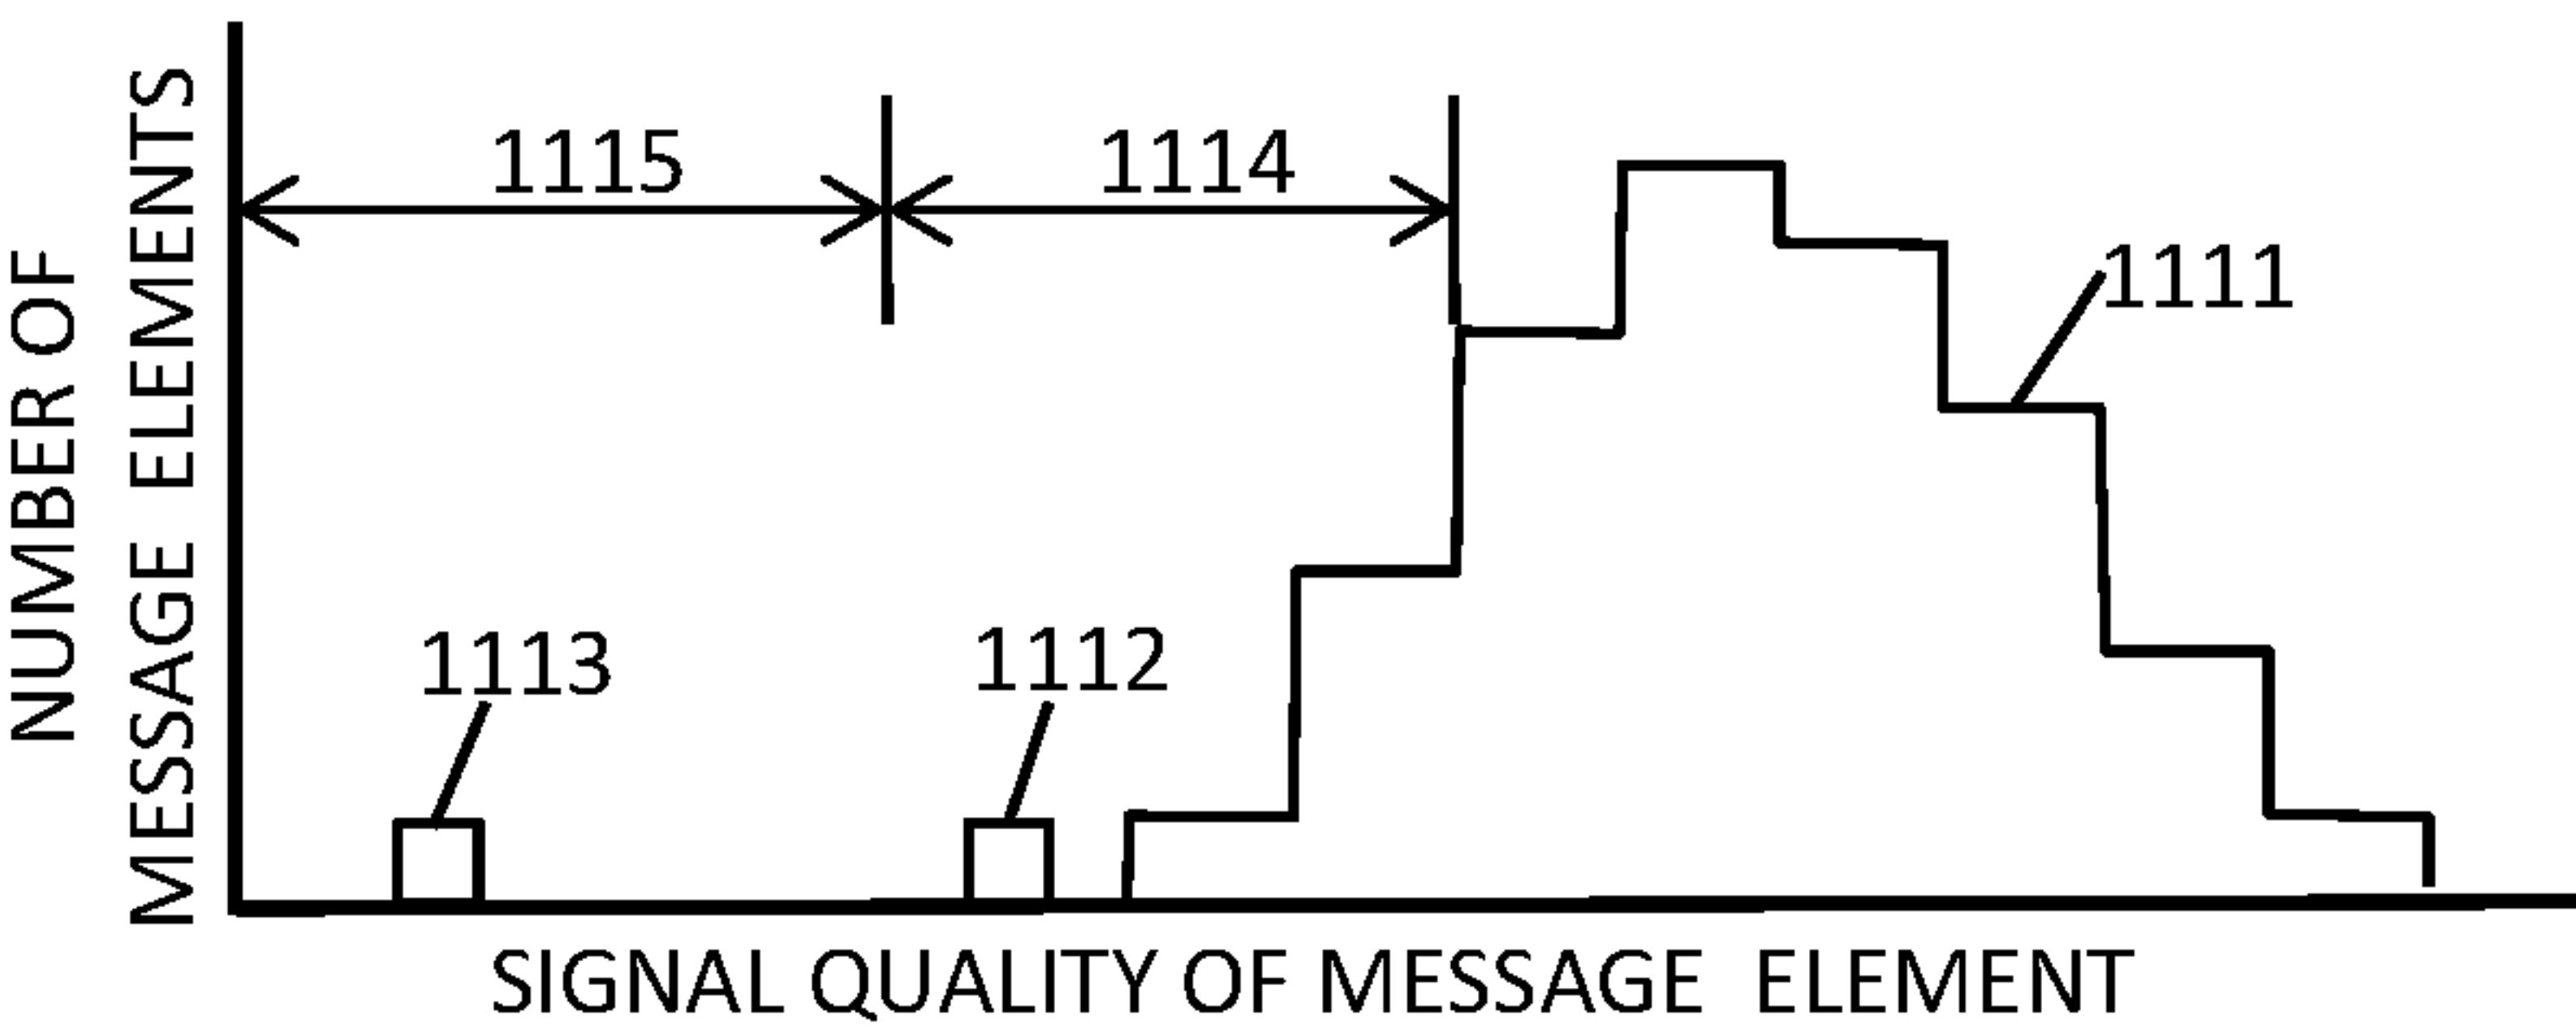 NUMBER OF
MESSAGE ELEMENTS
1115
1114
1111
1113
1112
SIGNAL QUALITY OF MESSAGE ELEMENT